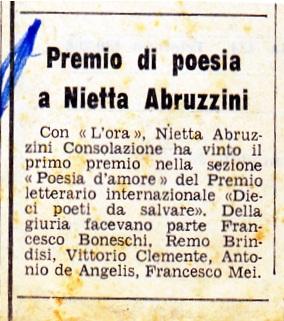 Premio di poesia
a Nietta Abruzzini
Con « L'ora », Nietta Abruz-
zini Consolazione ha vinto il
primo premio nella sezione
« Poesia d'amore » del Premio
letterario internazionale «Die-
ci poeti da salvare». Della
giuria facevano parte Fran-
cesco Boneschi, Remo Brin-
disi, Vittorio Clemente, Anto-
nio de Angelis, Francesco Mei.